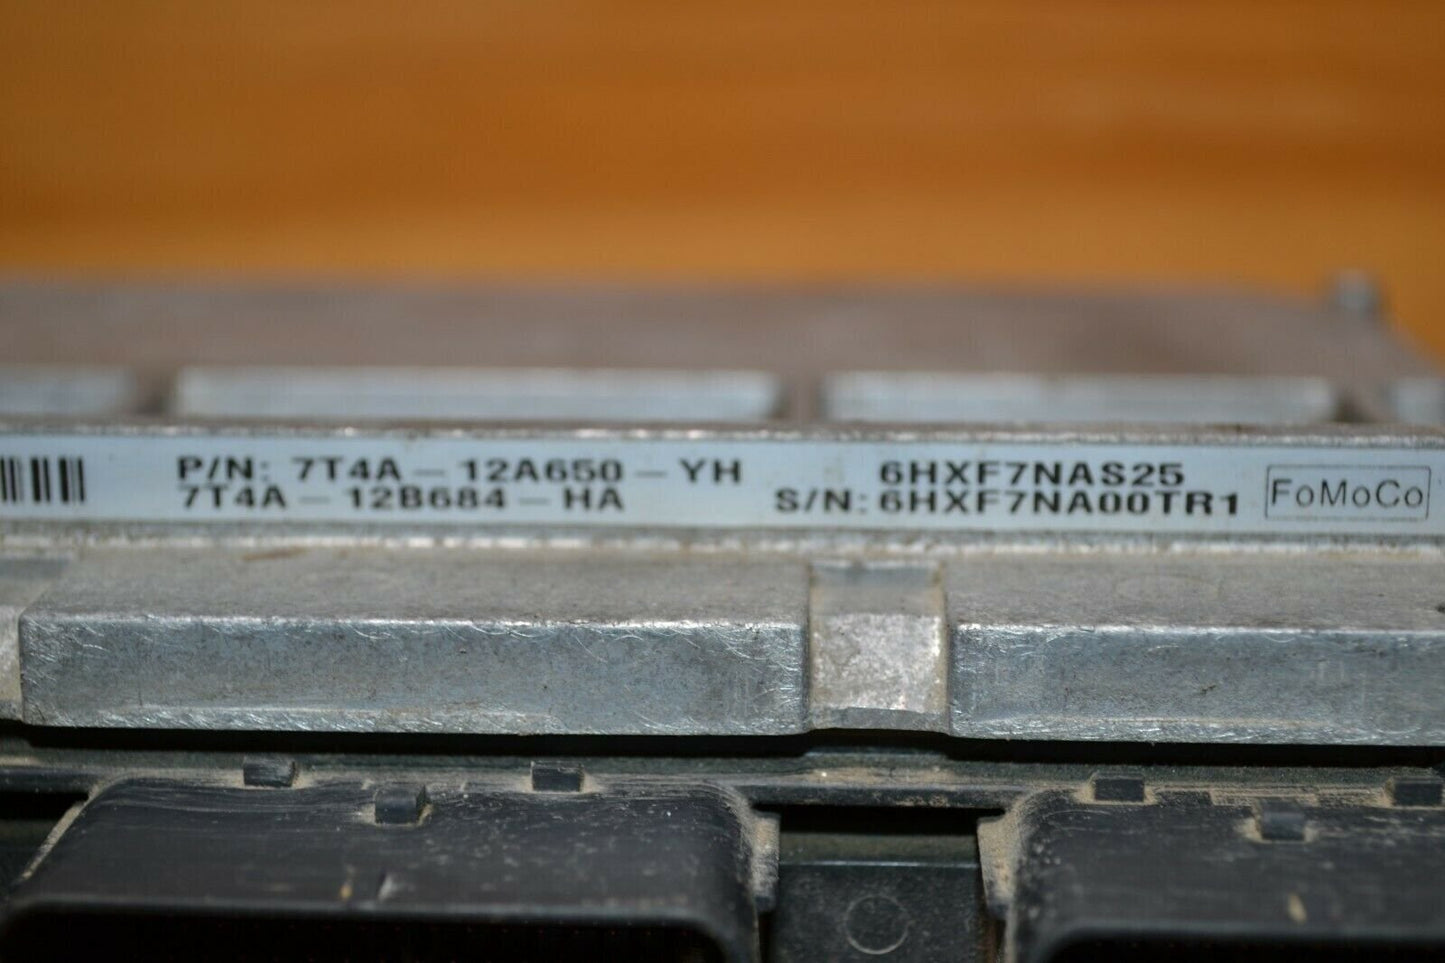 P/N: 7T4A-12A650-YH
7T4A-12B684-HA
6HXF7NAS25
S/N: 6HXF7NA00TR1
FoMoCo